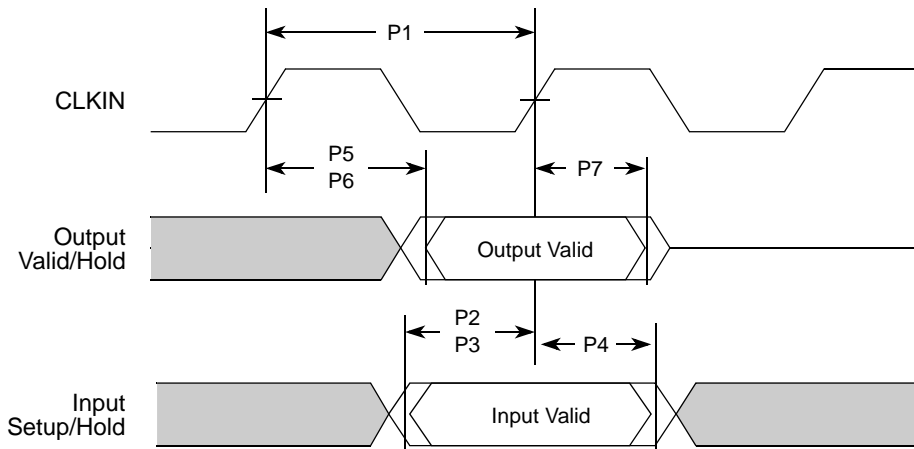 P1
CLKIN
P5
P6
P7
Output
Valid/Hold
Output Valid
P2
P3
P4
Input
Setup/Hold
Input Valid